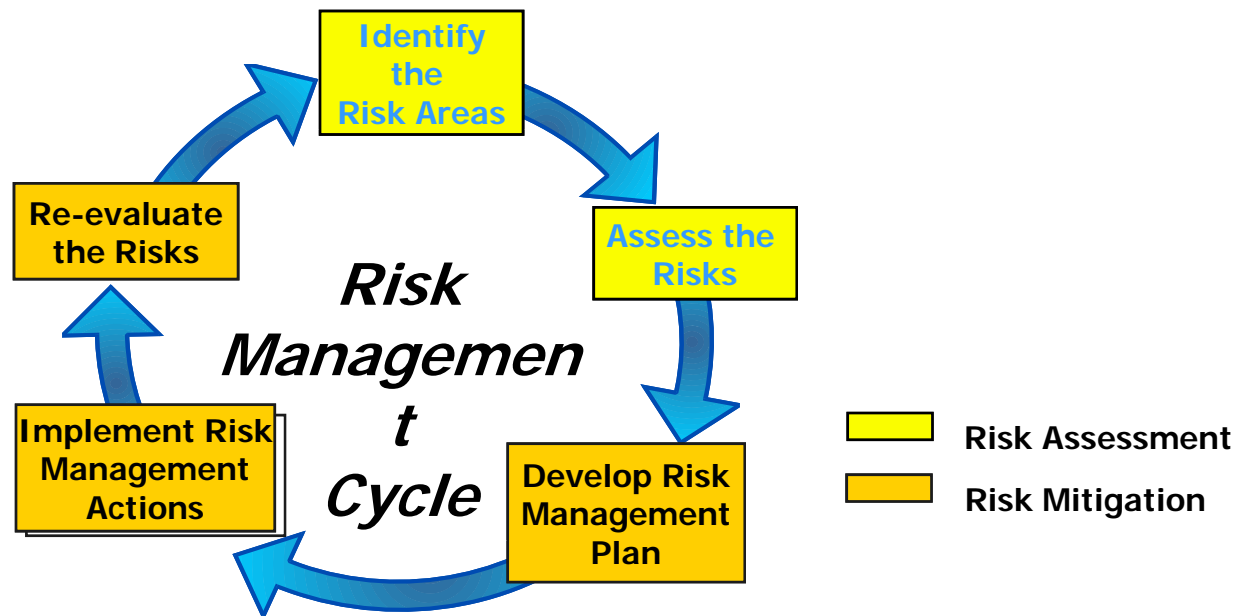 Identify
the
Risk Areas
Assess the
Risks
Develop Risk
Management
Plan
Implement Risk
Management
Actions
Re-evaluate
the Risks
Risk
Managemen
t
Cycle
Risk Assessment
Risk Mitigation